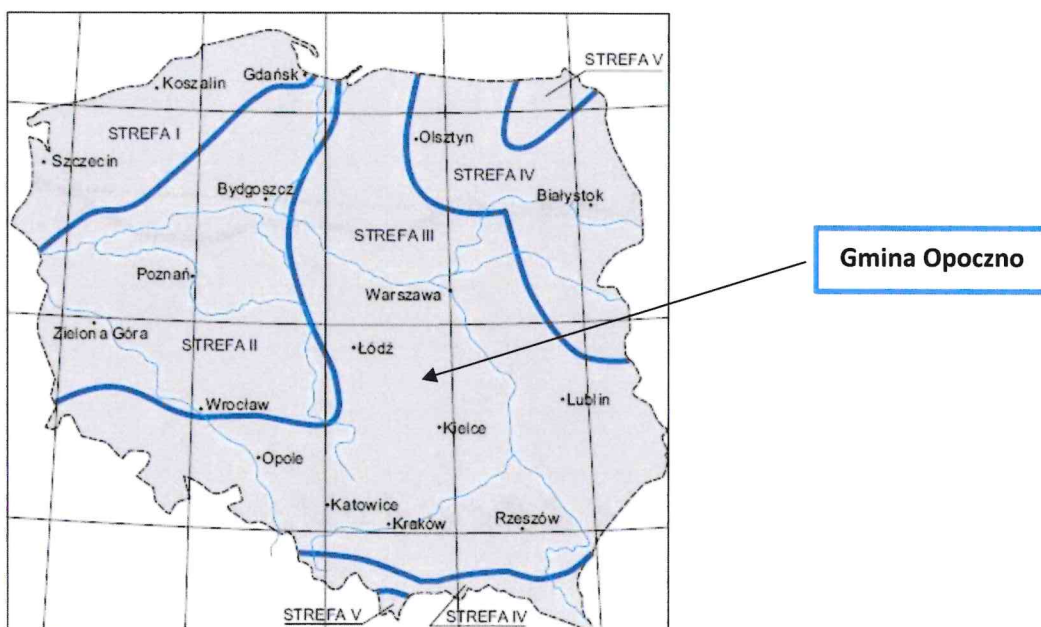 STREFA V
Gdańsk
Koszalin
Olsztyn
STREFA I
Szczecin
STREFA IV
Białystok
Bydgoszcz
STREFA III
Gmina Opoczno
Poznań
Warszawa
Zielona Góra
STREFA II
Łódź
Lublin
Wrocław
Kielce
Opole
Katowice
Rzeszów
Kraków
STREFA V
STREFA IV